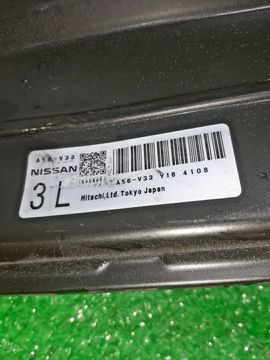 A56-V33
NISSAN
3L
A56-V33 Y18 4108
Hitachi,Ltd.Tokyo Japan